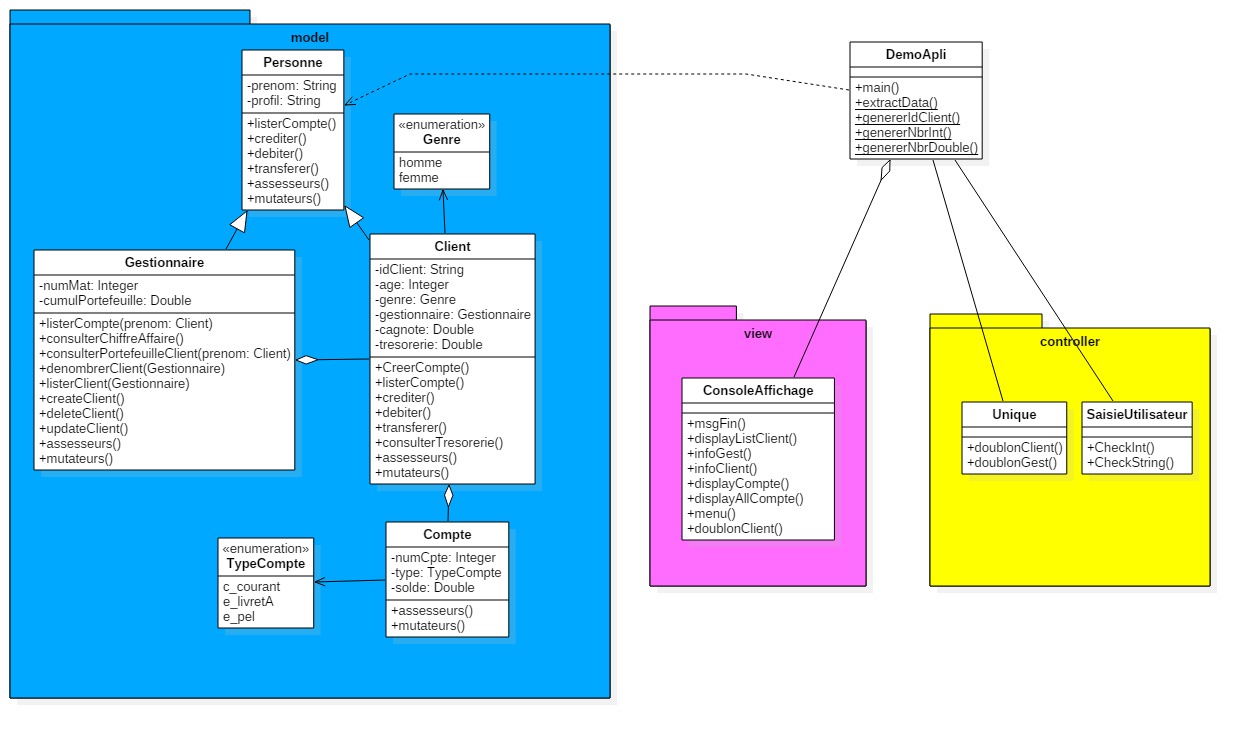 model
Personne
-prenom: String
-profil: String
+listerCompte()
+crediter()
+debiter()
+transferer()
+assesseurs()
+mutateurs()
«enumeration»
Genre
homme
femme
Gestionnaire
-numMat: Integer
-cumulPortefeuille: Double
+listerCompte(prenom: Client)
+consulterChiffreAffaire()
+consulterPortefeuilleClient(prenom: Client)
+denombrerClient(Gestionnaire)
+listerClient(Gestionnaire)
+createClient()
+deleteClient()
+updateClient()
+assesseurs()
+mutateurs()
Client
-idClient: String
-age: Integer
-genre: Genre
-gestionnaire: Gestionnaire
-cagnote: Double
-tresorerie: Double
+CreerCompte()
+listerCompte()
+crediter()
+debiter()
+transferer()
+consulterTresorerie()
+assesseurs()
+mutateurs()
«enumeration»
TypeCompte
c_courant
e_livretA
e_pel
Compte
-numCpte: Integer
-type: TypeCompte
-solde: Double
+assesseurs()
+mutateurs()
DemoApli
+main()
+extractData()
+genererIdClient()
+genererNbrInt()
+genererNbrDouble()
view
ConsoleAffichage
+msgFin()
+displayListClient()
+infoGest()
+infoClient()
+displayCompte()
+displayAllCompte()
+menu()
+doublonClient()
controller
Unique
+doublonClient()
+doublonGest()
SaisieUtilisateur
+CheckInt()
+CheckString()